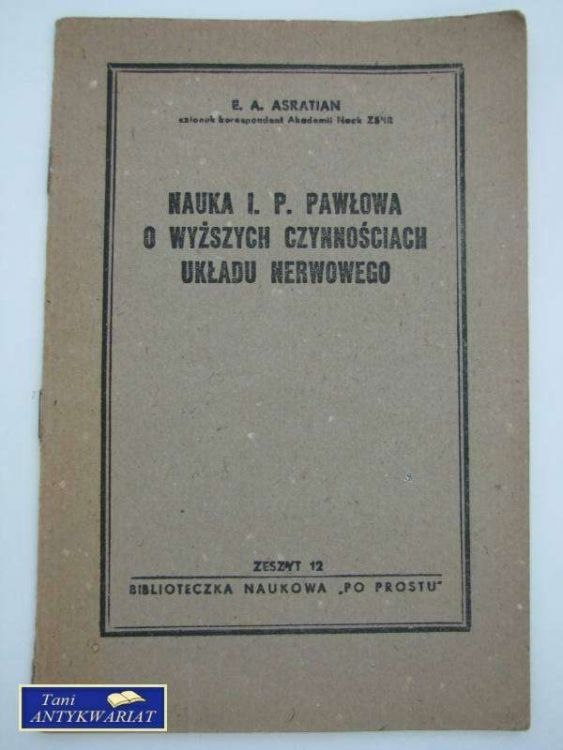 E. A. ASRATIAN
członek korespondent Akademii Nauk ZSRR
NAUKA I. P. PAWŁOWA
O WYŻSZYCH CZYNNOŚCIACH
UKŁADU NERWOWEGO
ZESZYT 12
BIBLIOTECZKA NAUKOWA „PO PROSTU"
Tani
ANTYKWARIAT